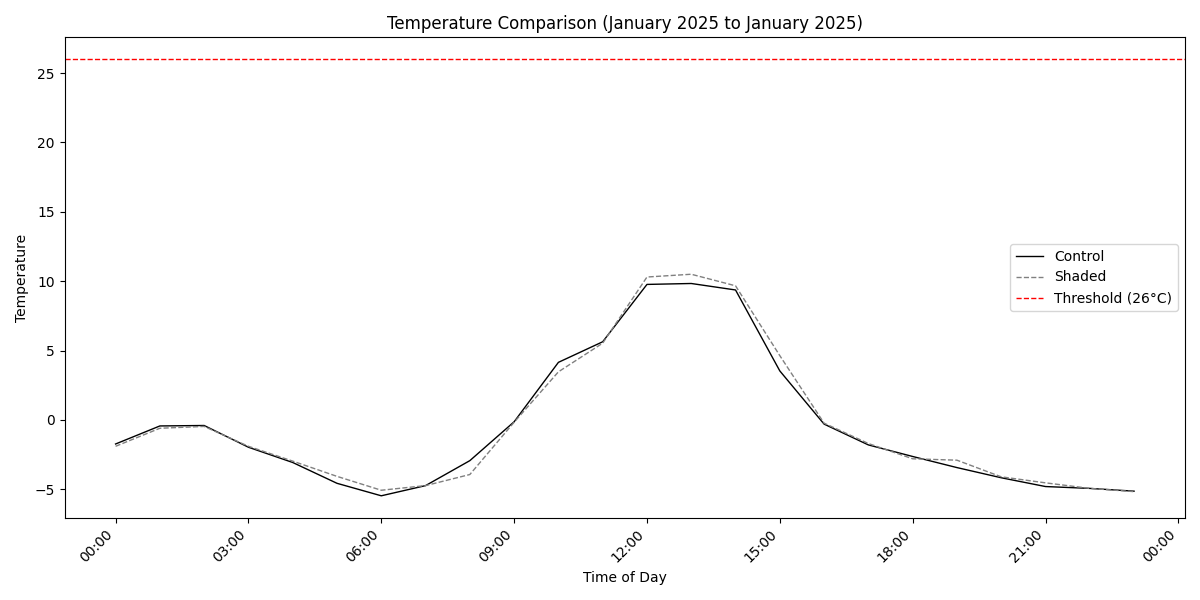 Temperature Comparison (January 2025 to January 2025)
25
20
15
10
5
0
−5
Temperature
Control
Shaded
Threshold (26°C)
00:00
03:00
06:00
09:00
12:00
15:00
18:00
21:00
00:00
Time of Day